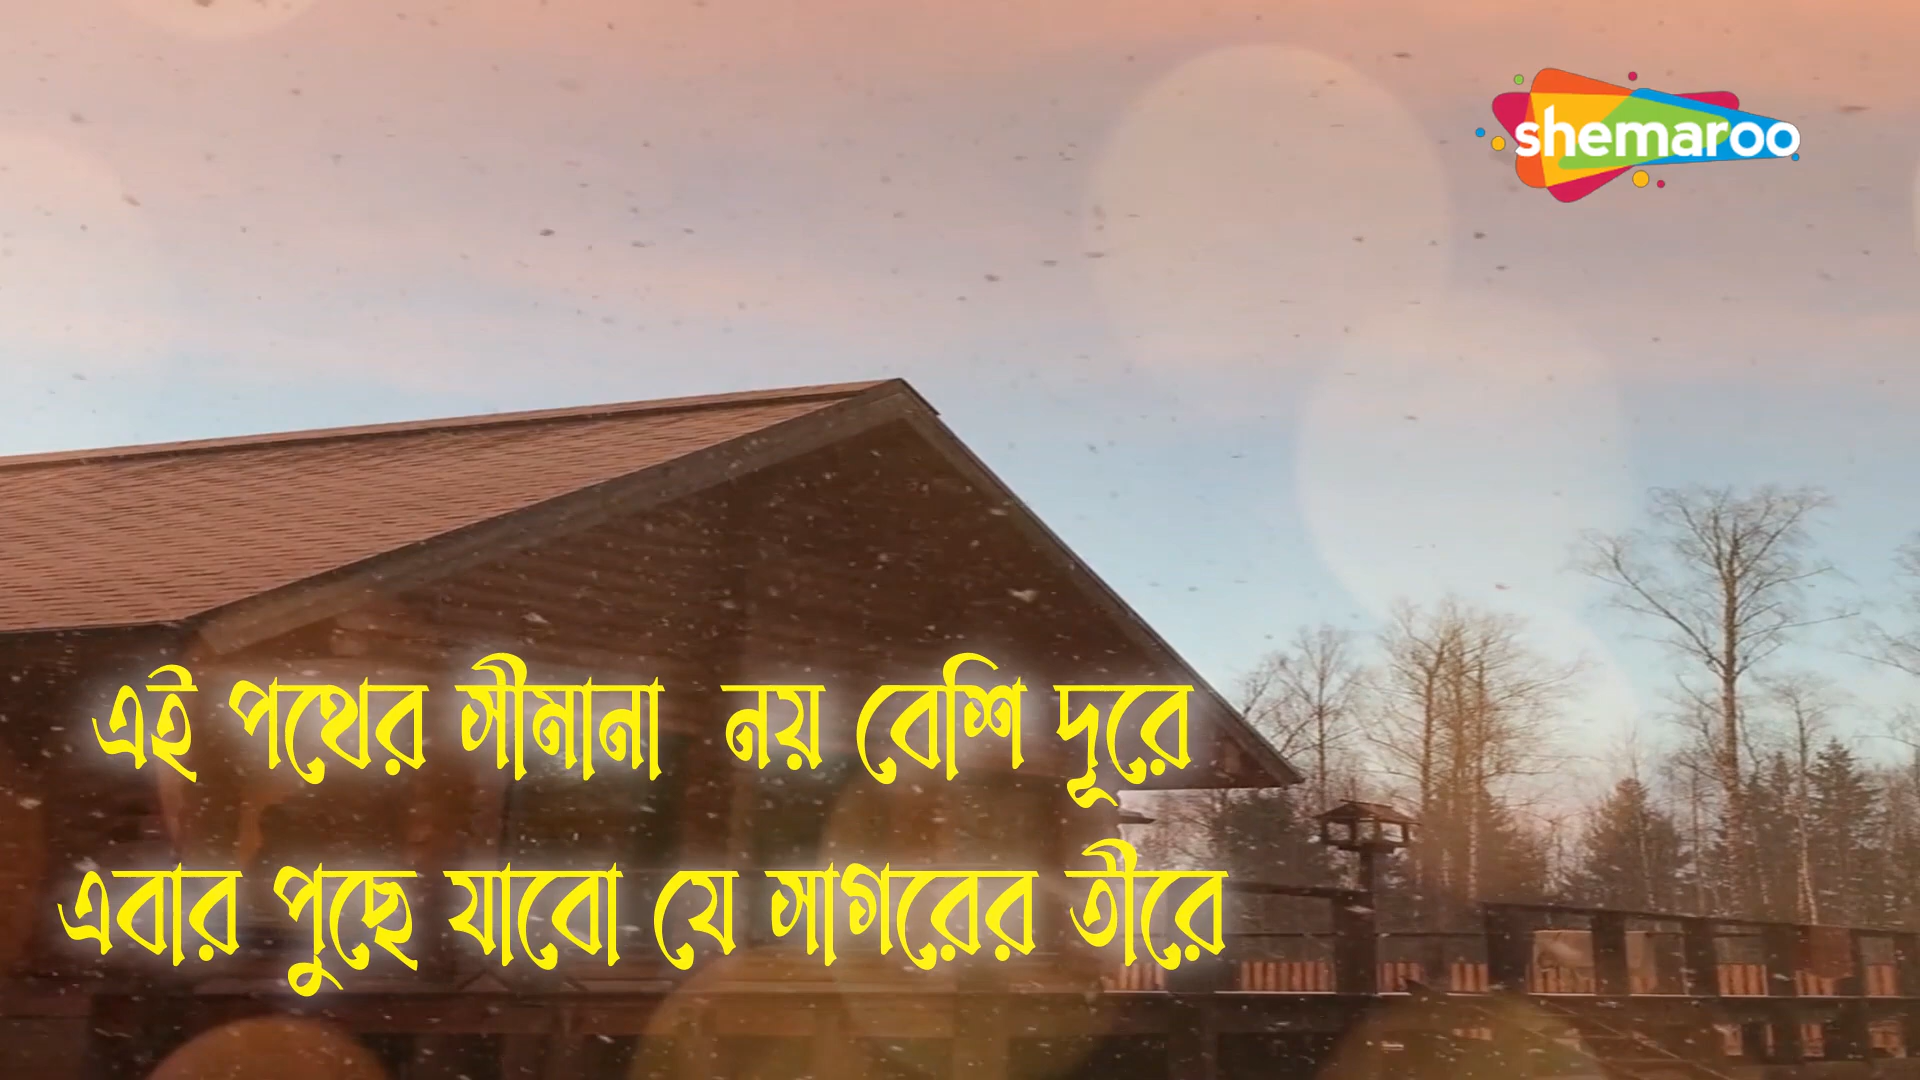 shemaroo
এই পথের সীমানা নয় বেশি দূরে
এবার পুছে যাবো যে সাগরের তীরে